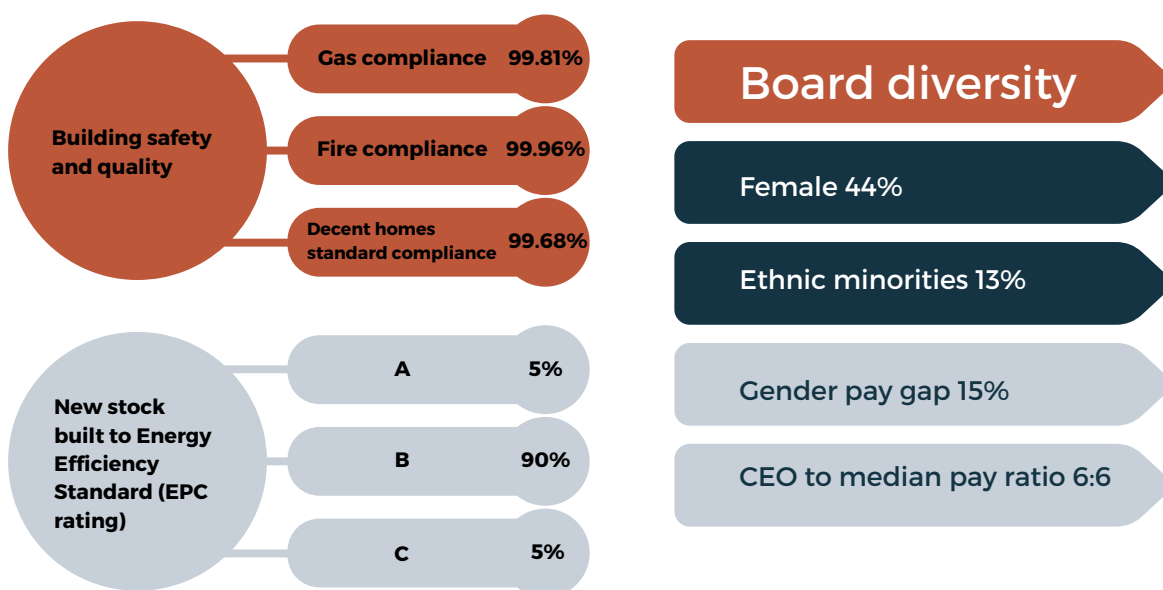 Building safety
and quality
Gas compliance 99.81%
Fire compliance 99.96%
Decent homes
standard compliance 99.68%
New stock
built to Energy
Efficiency
Standard (EPC
rating)
A 5%
B 90%
C 5%
Board diversity
Female 44%
Ethnic minorities 13%
Gender pay gap 15%
CEO to median pay ratio 6:6